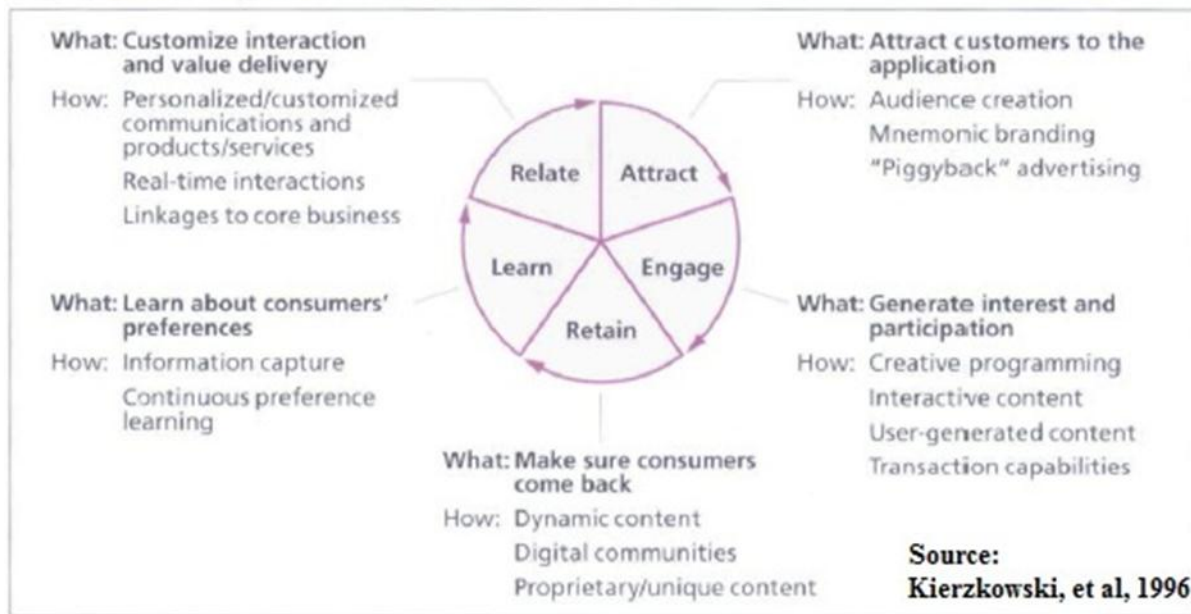 What: Customize interaction
and value delivery
How: Personalized/customized
communications and
products/services
Real-time interactions
Linkages to core business
What: Attract customers to the
application
How: Audience creation
Mnemonic branding
"Piggyback" advertising
Relate
Attract
Learn
Engage
Retain
What: Learn about consumers'
preferences
How: Information capture
Continuous preference
learning
What: Generate interest and
participation
How: Creative programming
Interactive content
User-generated content
Transaction capabilities
What: Make sure consumers
come back
How: Dynamic content
Digital communities
Proprietary/unique content
Source:
Kierzkowski, et al, 1996